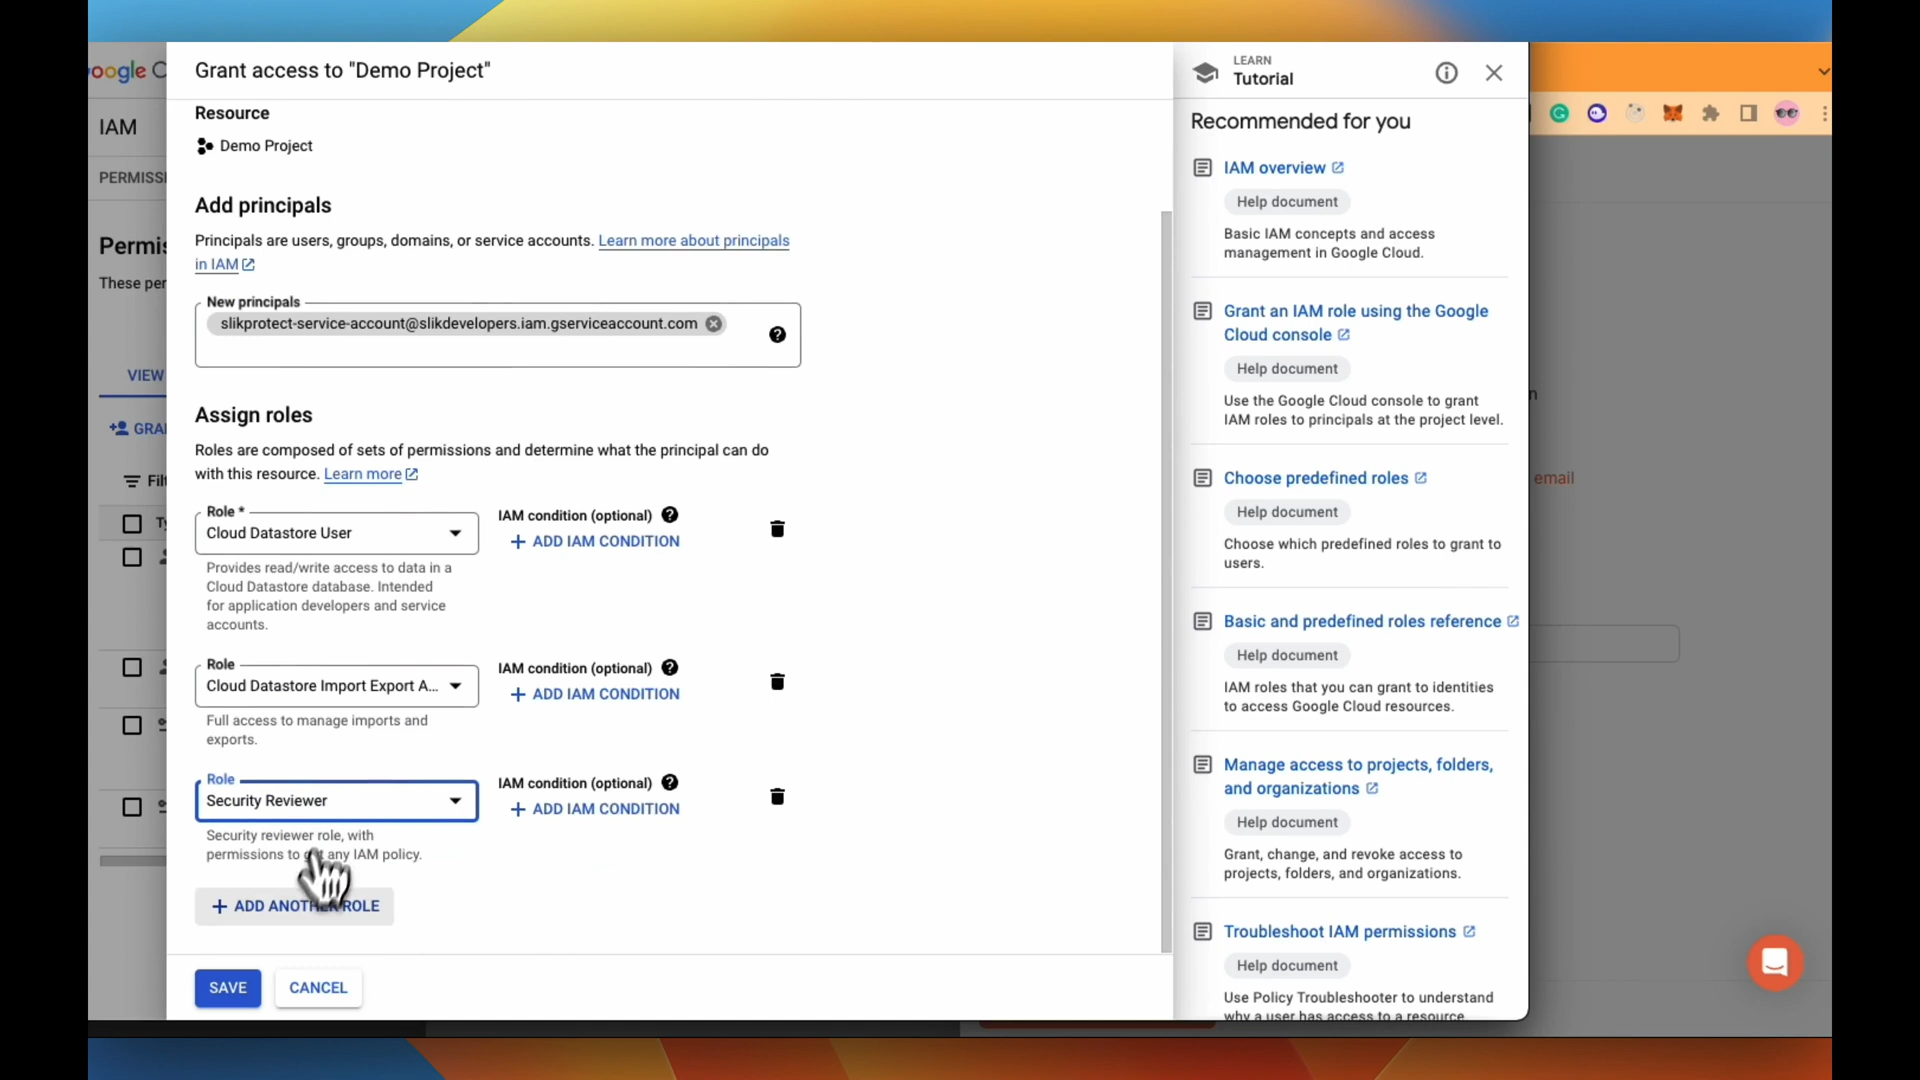 Grant access to "Demo Project"
Resource
Demo Project
Add principals
Principals are users, groups, domains, or service accounts. Learn more about principals
in IAM
New principals
slikprotect-service-account@slikdevelopers.iam.gserviceaccount.com
Assign roles
Roles are composed of sets of permissions and determine what the principal can do
with this resource. Learn more
Role *
Cloud Datastore User
IAM condition (optional)
+ ADD IAM CONDITION
Provides read/write access to data in a
Cloud Datastore database. Intended
for application developers and service
accounts.
Role
Cloud Datastore Import Export A...
IAM condition (optional)
+ ADD IAM CONDITION
Full access to manage imports and
exports.
Role
Security Reviewer
IAM condition (optional)
+ ADD IAM CONDITION
Security reviewer role, with
permissions to get any IAM policy.
+ ADD ANOTHER ROLE
SAVE
CANCEL
LEARN
Tutorial
Recommended for you
IAM overview
Help document
Basic IAM concepts and access
management in Google Cloud.
Grant an IAM role using the Google
Cloud console
Help document
Use the Google Cloud console to grant
IAM roles to principals at the project level.
Choose predefined roles
Help document
Choose which predefined roles to grant to
users.
Basic and predefined roles reference
Help document
IAM roles that you can grant to identities
to access Google Cloud resources.
Manage access to projects, folders,
and organizations
Help document
Grant, change, and revoke access to
projects, folders, and organizations.
Troubleshoot IAM permissions
Help document
Use Policy Troubleshooter to understand
why a user has access to a resource
oogle C
IAM
PERMISS
Permis
These per
VIEW
GRA
Filt
Ty
n
email